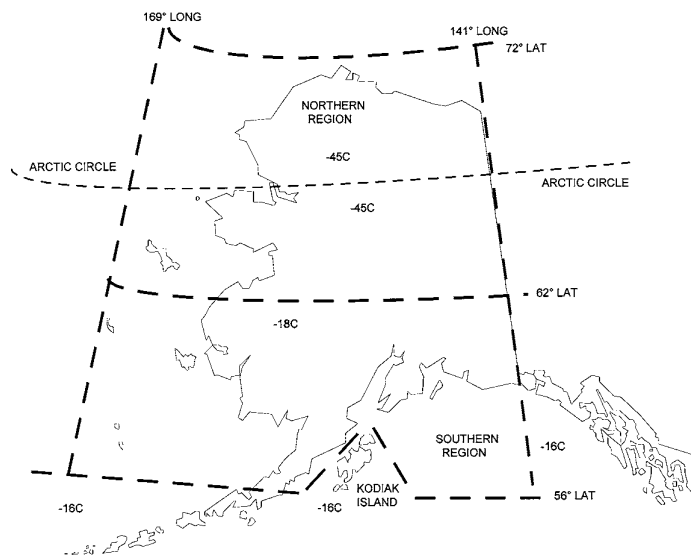 169° LONG
141° LONG
72° LAT
NORTHERN
REGION
-45C
ARCTIC CIRCLE
ARCTIC CIRCLE
-45C
62° LAT
-18C
SOUTHERN
REGION
-16C
KODIAK
ISLAND
56° LAT
-16C
-16C